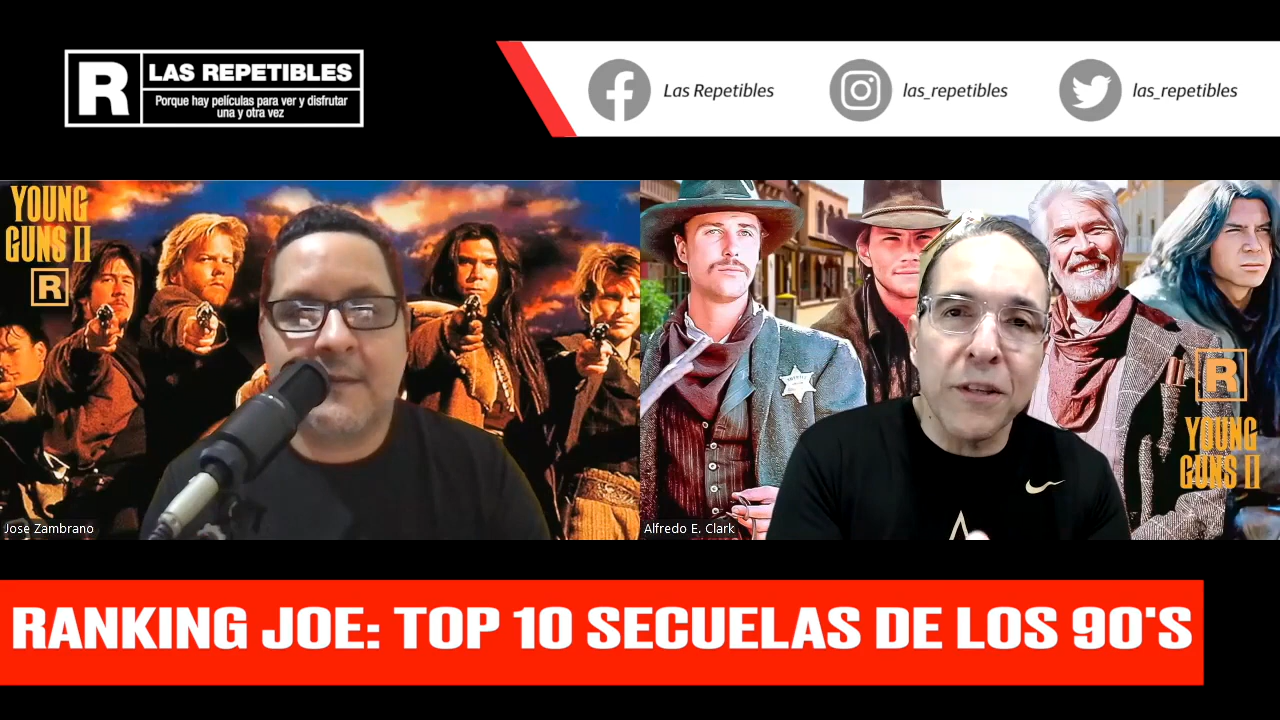 R
LAS REPETIBLES
Porque hay películas para ver y disfrutar
una y otra vez
Las Repetibles
las_repetibles
las_repetibles
YOUNG
GUNS II
R
Jose Zambrano
R
YOUNG
GUNS II
Alfredo E. Clark
RANKING JOE: TOP 10 SECUELAS DE LOS 90'S